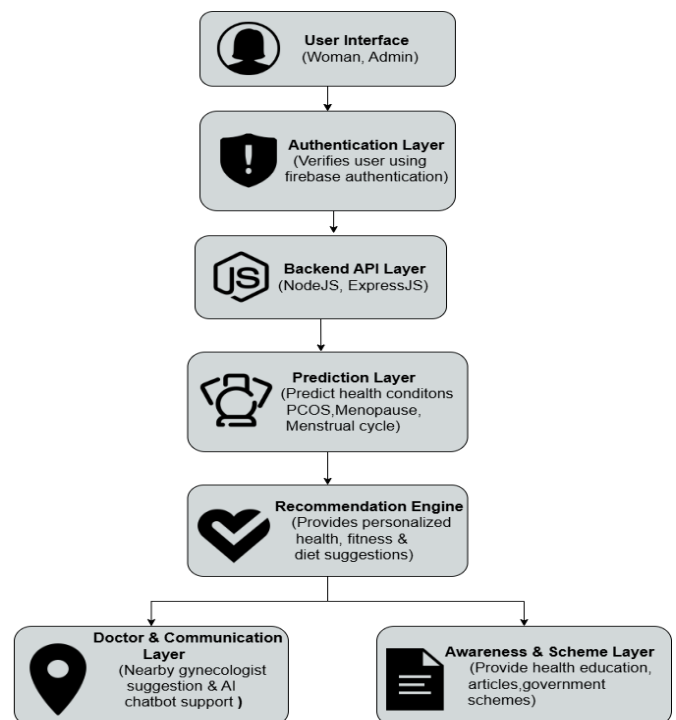 User Interface
(Woman, Admin)
Authentication Layer
(Verifies user using
firebase authentication)
JS
Backend API Layer
(NodeJS, ExpressJS)
Prediction Layer
(Predict health conditons
PCOS,Menopause,
Menstrual cycle)
Recommendation Engine
(Provides personalized
health, fitness &
diet suggestions)
Doctor & Communication
Layer
(Nearby gynecologist
suggestion & AI
chatbot support )
Awareness & Scheme Layer
(Provide health education,
articles,government
schemes)